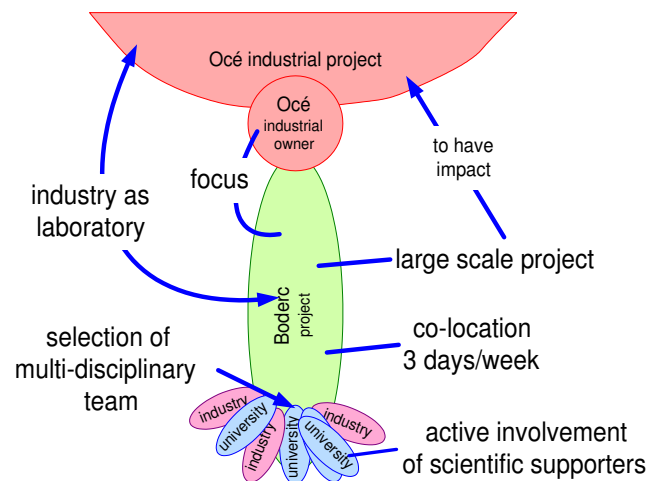 Océ industrial project
Océ
industrial
owner
to have
impact
focus
industry as
laboratory
large scale project
Boderc
project
co-location
3 days/week
selection of
multi-disciplinary
team
industry
university
industry
university
university
industry
active involvement
of scientific supporters